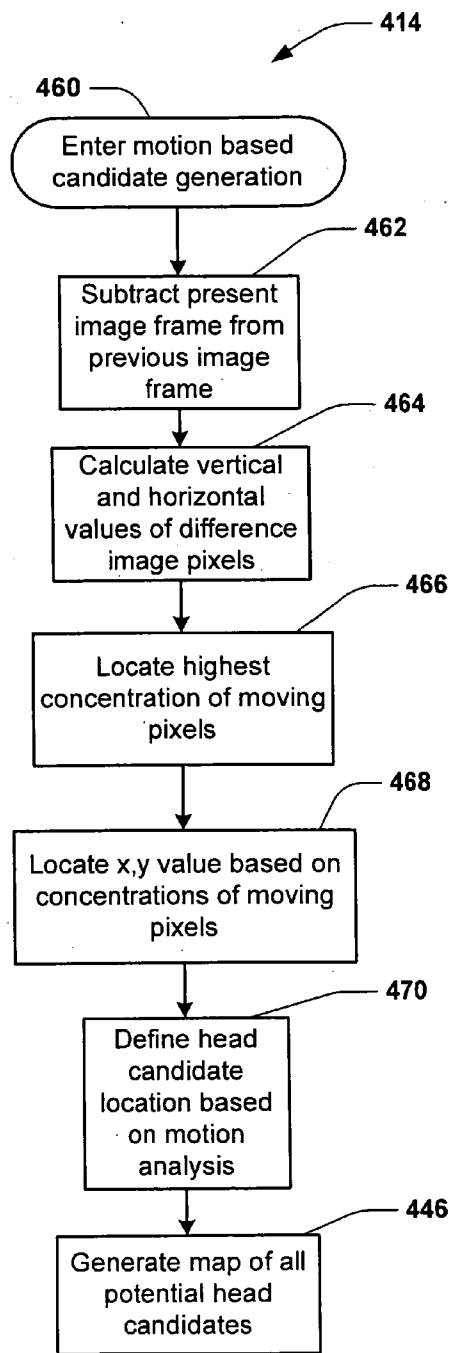 414
460
Enter motion based
candidate generation
462
Subtract present
image frame from
previous image
frame
464
Calculate vertical
and horizontal
values of difference
image pixels
466
Locate highest
concentration of moving
pixels
468
Locate x,y value based on
concentrations of moving
pixels
470
Define head
candidate
location based
on motion
analysis
446
Generate map of all
potential head
candidates